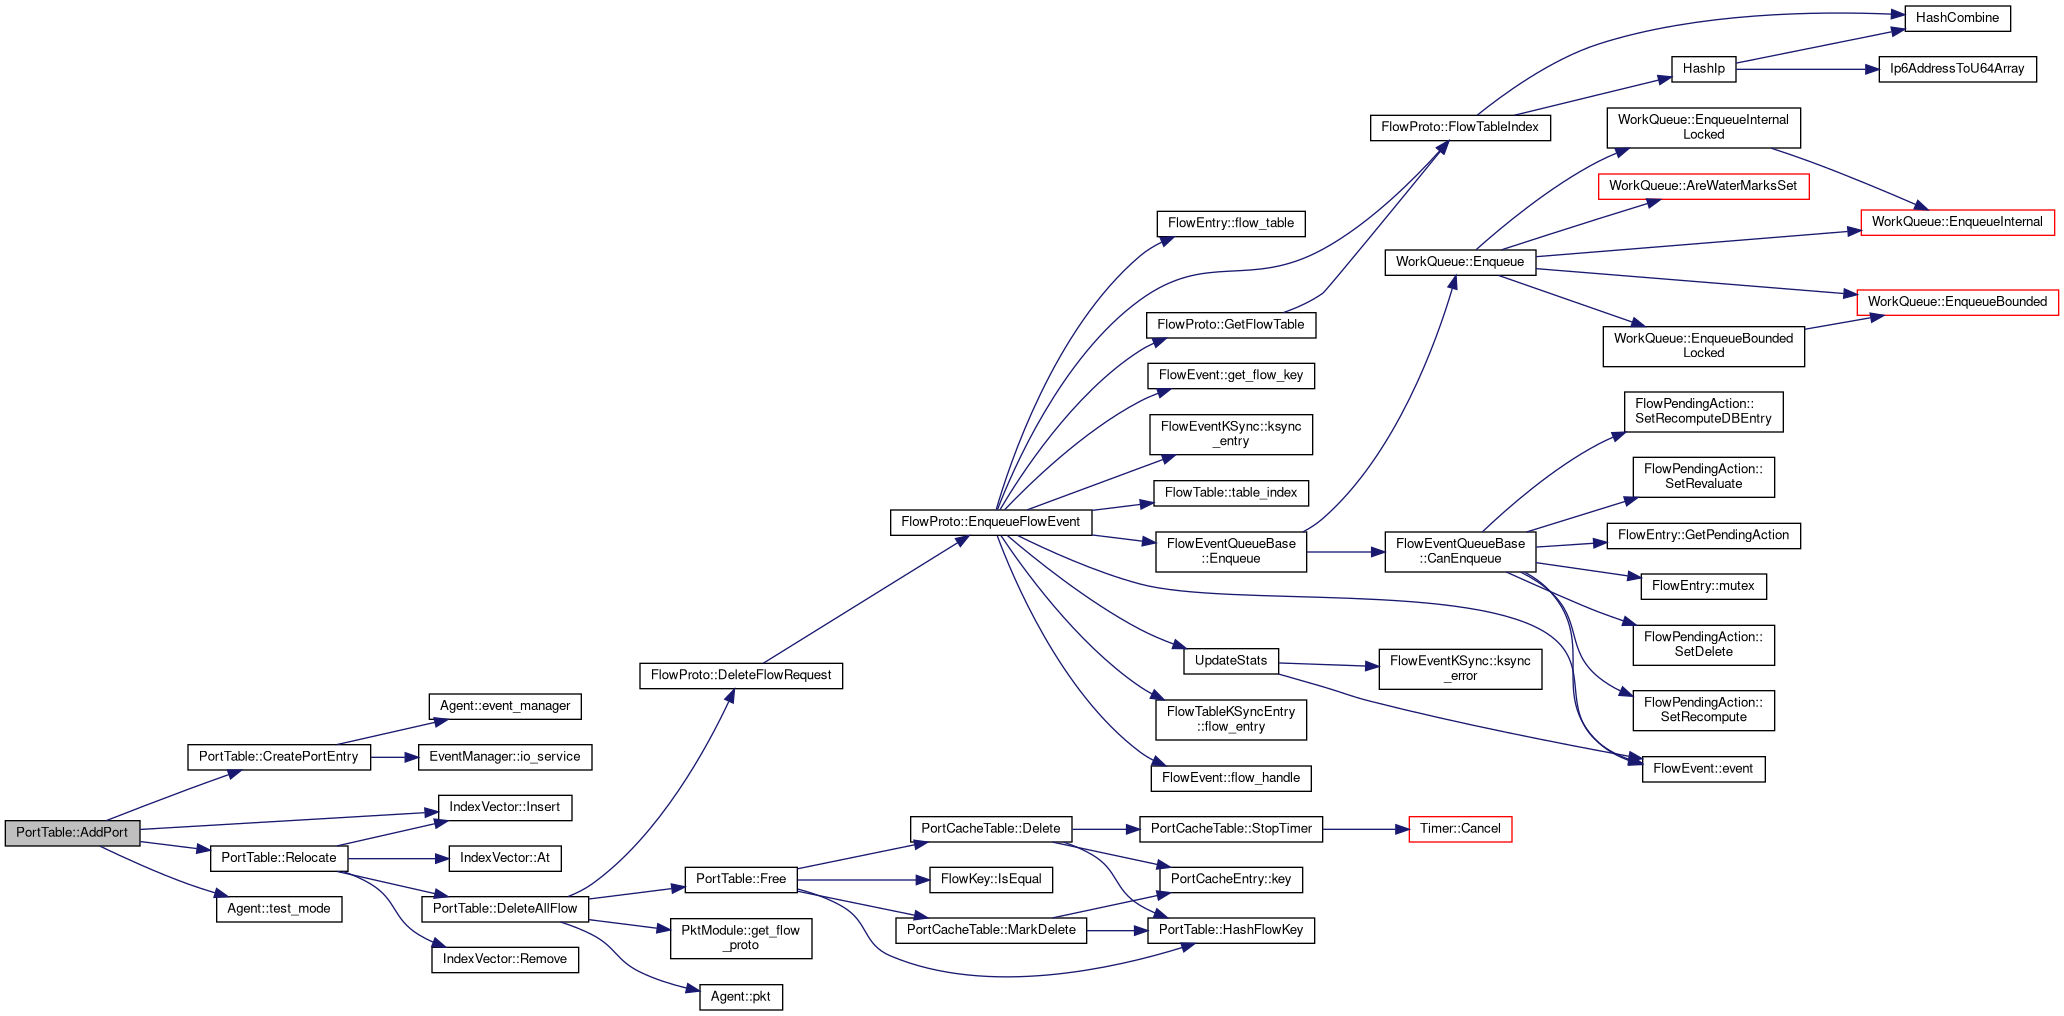 HashCombine
HashIp
Ip6AddressToU64Array
FlowProto::FlowTableIndex
WorkQueue::EnqueueInternal
Locked
WorkQueue::AreWaterMarksSet
FlowEntry::flow_table
WorkQueue::EnqueueInternal
WorkQueue::Enqueue
WorkQueue::EnqueueBounded
FlowProto::GetFlowTable
WorkQueue::EnqueueBounded
Locked
FlowEvent::get_flow_key
FlowPendingAction::
SetRecomputeDBEntry
FlowEventKSync::ksync
_entry
FlowPendingAction::
SetRevaluate
FlowTable::table_index
FlowProto::EnqueueFlowEvent
FlowEntry::GetPendingAction
FlowEventQueueBase
::Enqueue
FlowEventQueueBase
::CanEnqueue
FlowEntry::mutex
FlowPendingAction::
SetDelete
UpdateStats
FlowEventKSync::ksync
_error
FlowProto::DeleteFlowRequest
FlowPendingAction::
SetRecompute
Agent::event_manager
FlowTableKSyncEntry
::flow_entry
PortTable::CreatePortEntry
EventManager::io_service
FlowEvent::flow_handle
FlowEvent::event
IndexVector::Insert
PortTable::AddPort
PortCacheTable::Delete
PortCacheTable::StopTimer
Timer::Cancel
PortTable::Relocate
IndexVector::At
PortTable::Free
FlowKey::IsEqual
PortCacheEntry::key
Agent::test_mode
PortTable::DeleteAllFlow
PktModule::get_flow
_proto
PortCacheTable::MarkDelete
PortTable::HashFlowKey
IndexVector::Remove
Agent::pkt